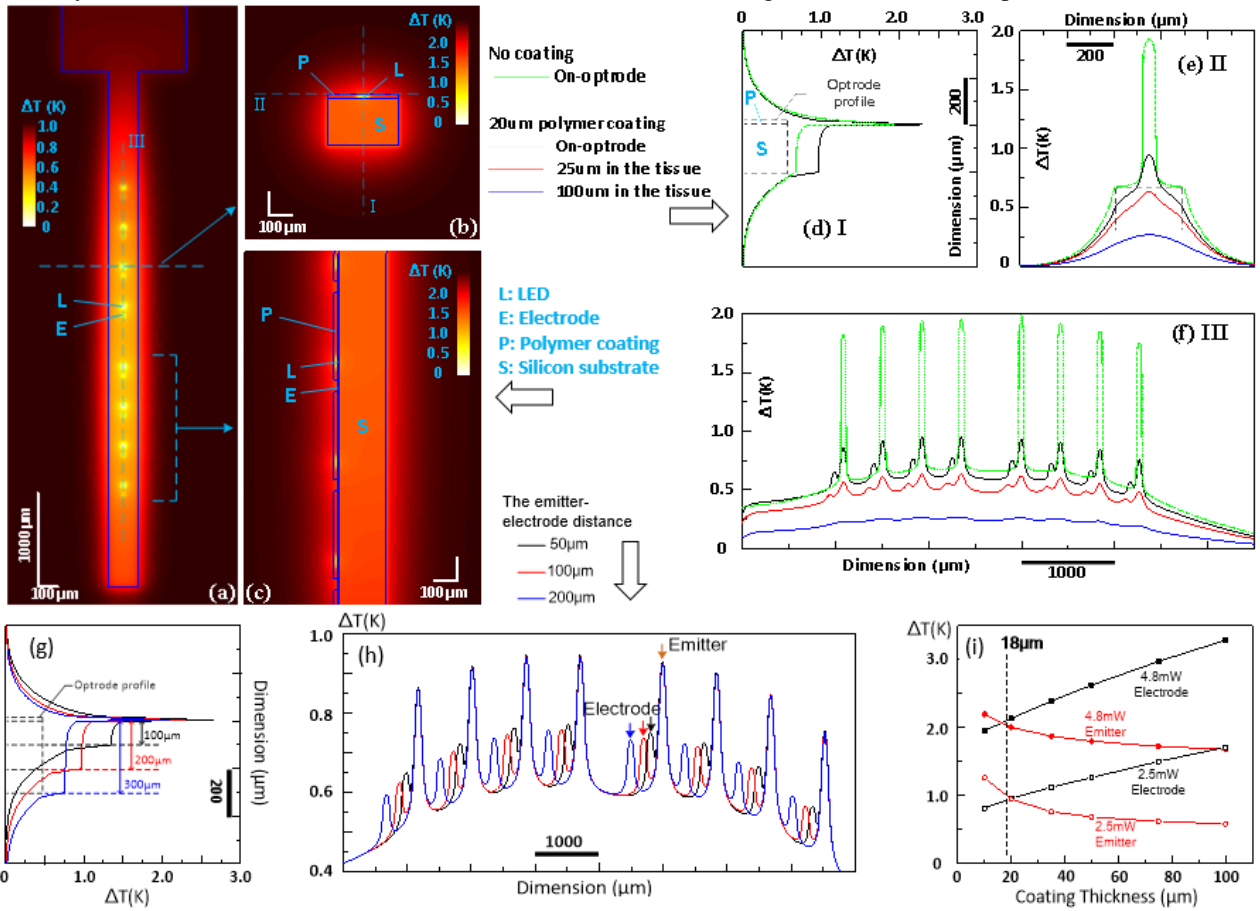 ΔT (K)
1.0
0.8
0.6
0.4
0.2
0
III
L
E
1000μm
100μm
(a)
ΔT (K)
2.0
1.5
1.0
0.5
0
P
L
II
S
I
100μm
(b)
ΔT (K)
2.0
1.5
1.0
0.5
0
P
L
E
S
100μm
(c)
No coating
On-optrode
20um polymer coating
On-optrode
25um in the tissue
100um in the tissue
L: LED
E: Electrode
P: Polymer coating
S: Silicon substrate
The emitter-
electrode distance
50μm
100μm
200μm
0 1.0 2.0 3.0
ΔT(K)
Optrode
profile
P
S
200
Dimension (μm)
(d) I
Dimension (μm)
200
(e) II
ΔT(K)
1.5
1.0
0.5
0
(f) III
2.0
1.5
1.0
0.5
0
ΔT(K)
Dimension (μm)
1000
(g)
Optrode profile
100μm
200μm
300μm
200
Dimension (μm)
0 1.0 2.0 3.0
ΔT(K)
ΔT(K)
1.0
0.8
0.6
0.4
(h)
Emitter
Electrode
1000
Dimension (μm)
ΔT(K)
(i)
18μm
3.0
2.0
1.0
0
4.8mW
Electrode
4.8mW
Emitter
2.5mW
Electrode
2.5mW
Emitter
0 20 40 60 80 100
Coating Thickness (μm)